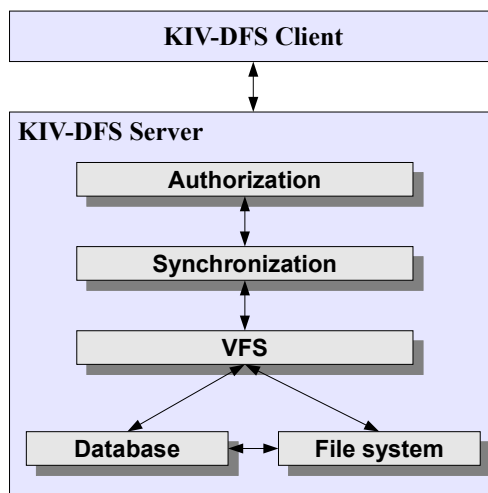 KIV-DFS Client
KIV-DFS Server
Authorization
Synchronization
VFS
Database
File system